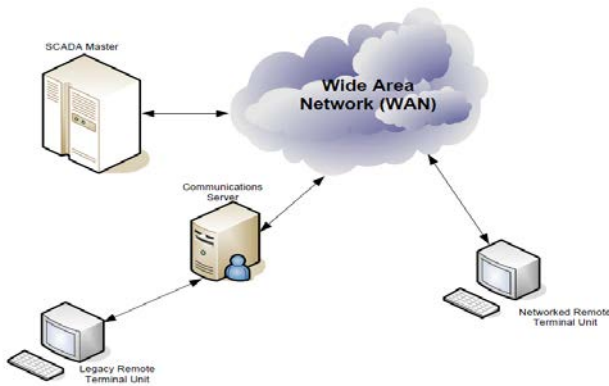 SCADA Master
Wide Area
Network (WAN)
Communications
Server
Networked Remote
Terminal Unit
Legacy Remote
Terminal Unit